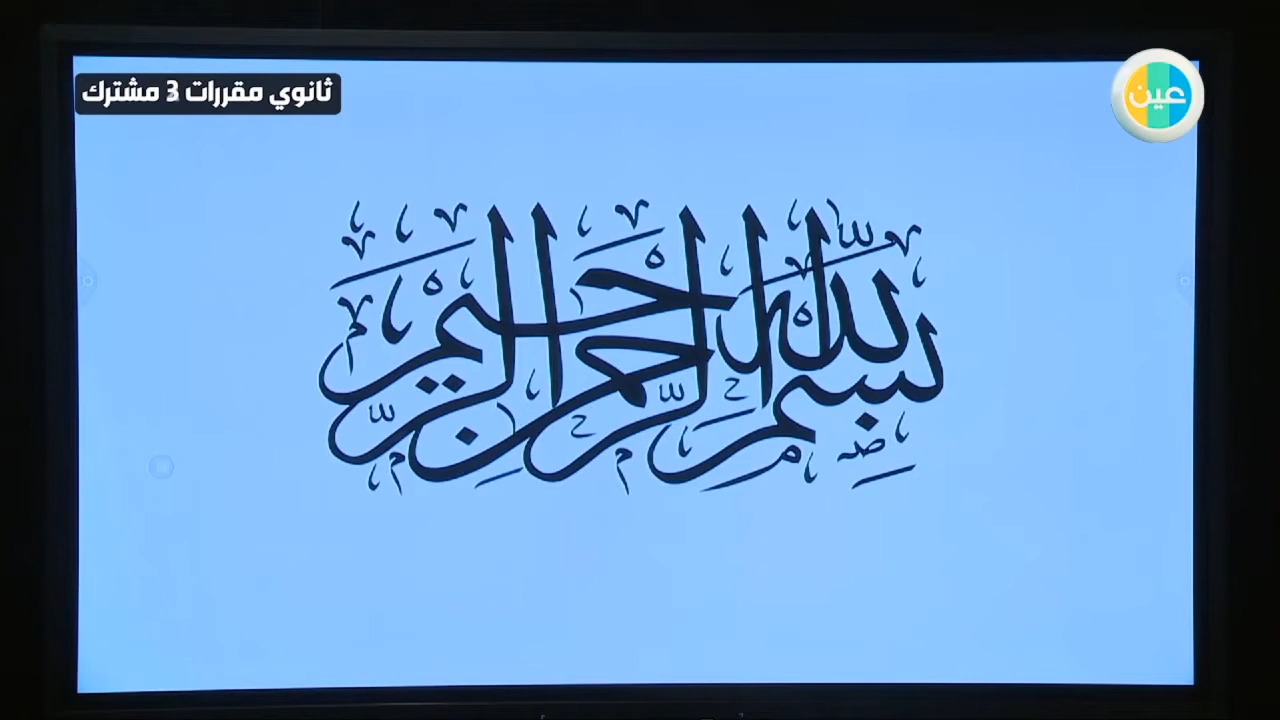 ثانوي مقررات 3 مشترك
عين
بسم الله الرحمن الرحيم